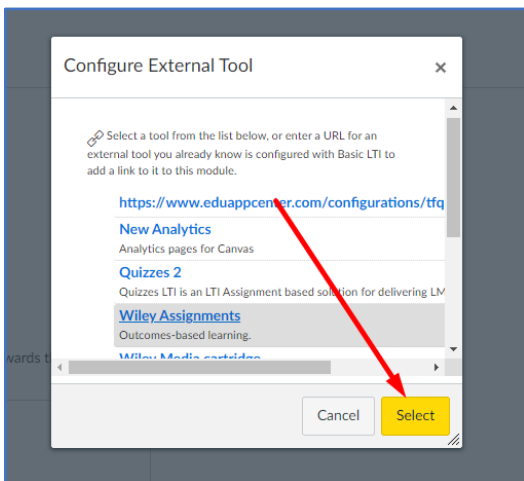 Configure External Tool ×
Select a tool from the list below, or enter a URL for an
external tool you already know is configured with Basic LTI to
add a link to it to this module.
https://www.eduappcenter.com/configurations/tfq
New Analytics
Analytics pages for Canvas
Quizzes 2
Quizzes LTI is an LTI Assignment based solution for delivering LM
Wiley Assignments
Outcomes-based learning.
Wiley Media cartridge
wards t
Cancel Select